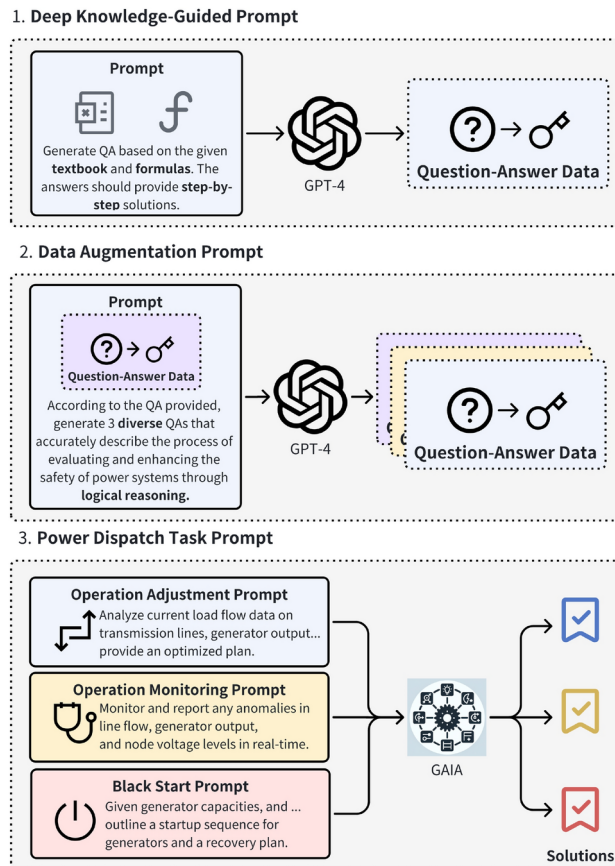 1. Deep Knowledge-Guided Prompt
Prompt
Generate QA based on the given
textbook and formulas. The
answers should provide step-by-
step solutions.
GPT-4
Question-Answer Data
2. Data Augmentation Prompt
Prompt
Question-Answer Data
According to the QA provided,
generate 3 diverse QAs that
accurately describe the process of
evaluating and enhancing the
safety of power systems through
logical reasoning.
GPT-4
Question-Answer Data
3. Power Dispatch Task Prompt
Operation Adjustment Prompt
Analyze current load flow data on
transmission lines, generator output...
provide an optimized plan.
Operation Monitoring Prompt
Monitor and report any anomalies in
line flow, generator output,
and node voltage levels in real-time.
GAIA
Black Start Prompt
Given generator capacities, and ...
outline a startup sequence for
generators and a recovery plan.
Solutions